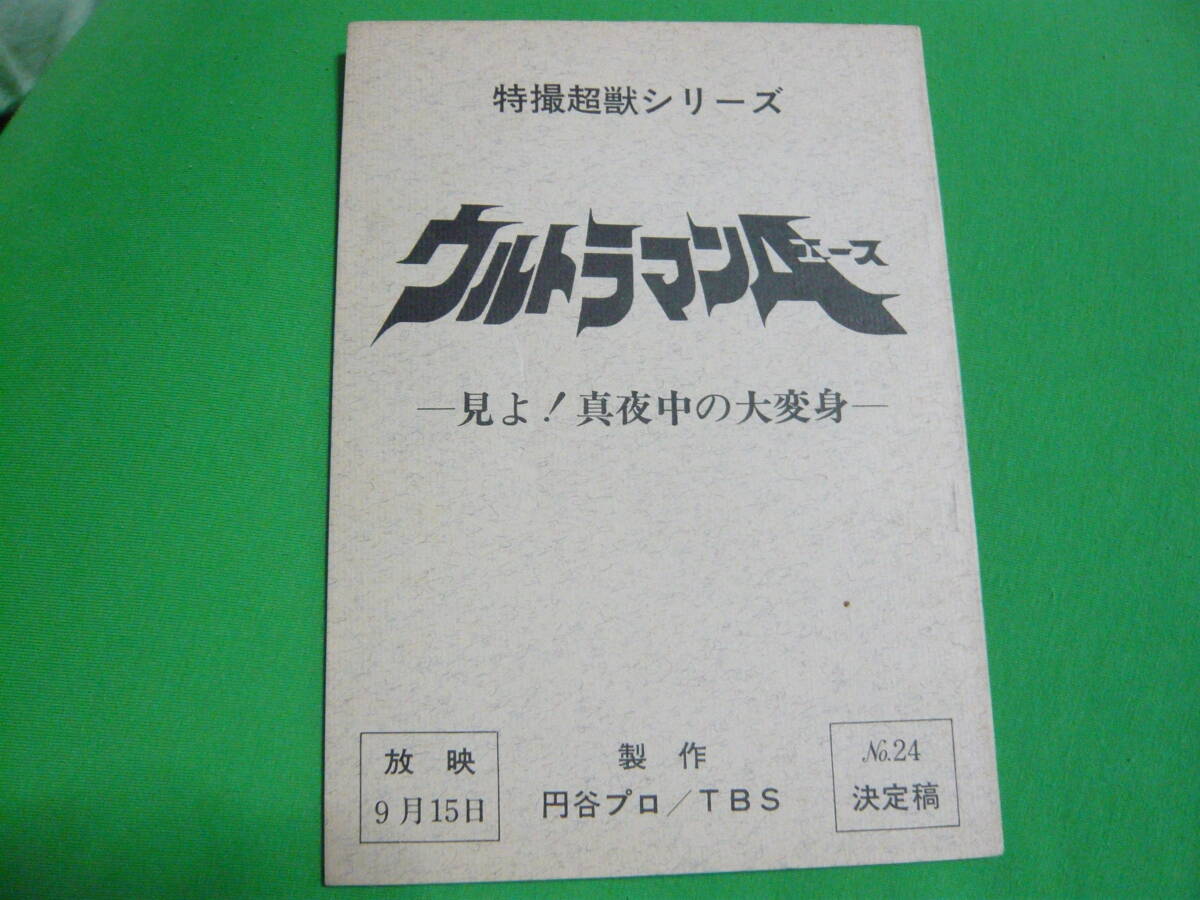 特撮超獣シリーズ
ウルトラマンA
エース
—見よ!真夜中の大変身—
放映
9月15日
製作
円谷プロ/TBS
No.24
決定稿